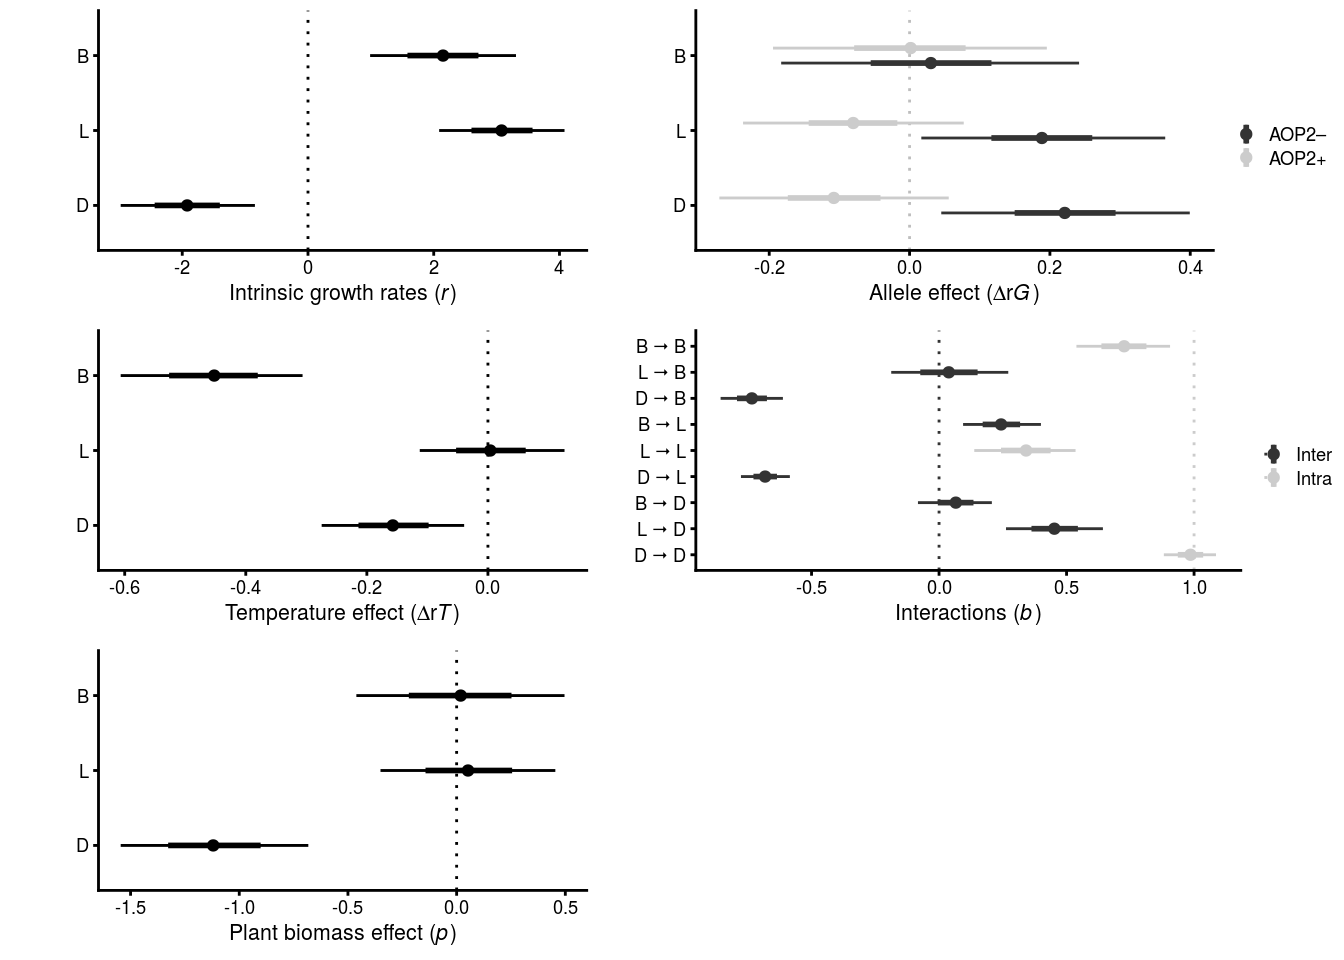 B
L
D
-2 0 2 4
Intrinsic growth rates (r)
B
L
D
-0.2 0.0 0.2 0.4
Allele effect (ΔrG)
AOP2−
AOP2+
B
L
D
-0.6 -0.4 -0.2 0.0
Temperature effect (ΔrT)
B → B
L → B
D → B
B → L
L → L
D → L
B → D
L → D
D → D
-0.5 0.0 0.5 1.0
Interactions (b)
Inter
Intra
B
L
D
-1.5 -1.0 -0.5 0.0 0.5
Plant biomass effect (p)